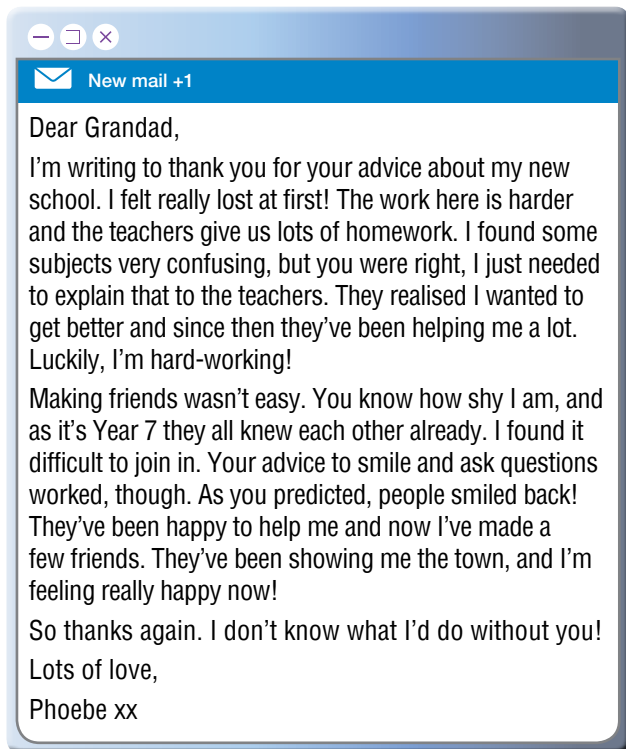 New mail +1
Dear Grandad,
I’m writing to thank you for your advice about my new
school. I felt really lost at first! The work here is harder
and the teachers give us lots of homework. I found some
subjects very confusing, but you were right, I just needed
to explain that to the teachers. They realised I wanted to
get better and since then they’ve been helping me a lot.
Luckily, I’m hard-working!
Making friends wasn’t easy. You know how shy I am, and
as it’s Year 7 they all knew each other already. I found it
difficult to join in. Your advice to smile and ask questions
worked, though. As you predicted, people smiled back!
They’ve been happy to help me and now I’ve made a
few friends. They’ve been showing me the town, and I’m
feeling really happy now!
So thanks again. I don’t know what I’d do without you!
Lots of love,
Phoebe xx